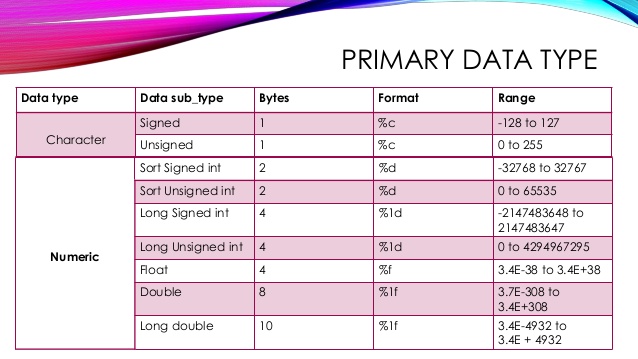 PRIMARY DATA TYPE
Data type Data sub_type Bytes Format Range
Character Signed 1 %c -128 to 127
Unsigned 1 %c 0 to 255
Numeric Sort Signed int 2 %d -32768 to 32767
Sort Unsigned int 2 %d 0 to 65535
Long Signed int 4 %1d -2147483648 to
2147483647
Long Unsigned int 4 %1d 0 to 4294967295
Float 4 %f 3.4E-38 to 3.4E+38
Double 8 %1f 3.7E-308 to
3.4E+308
Long double 10 %1f 3.4E-4932 to
3.4E + 4932